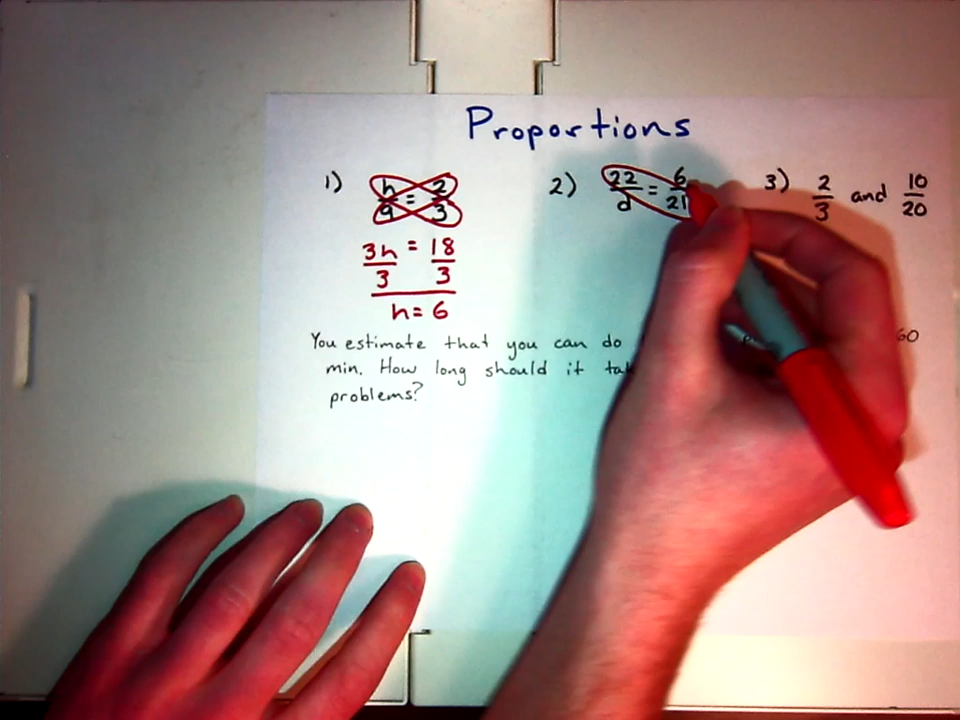 Proportions
1) h/9 = 2/3
2) 22/d = 6/21
3) 2/3 and 10/20
3h/3 = 18/3
h = 6
You estimate that you can do
60
min. How long should it
problems?